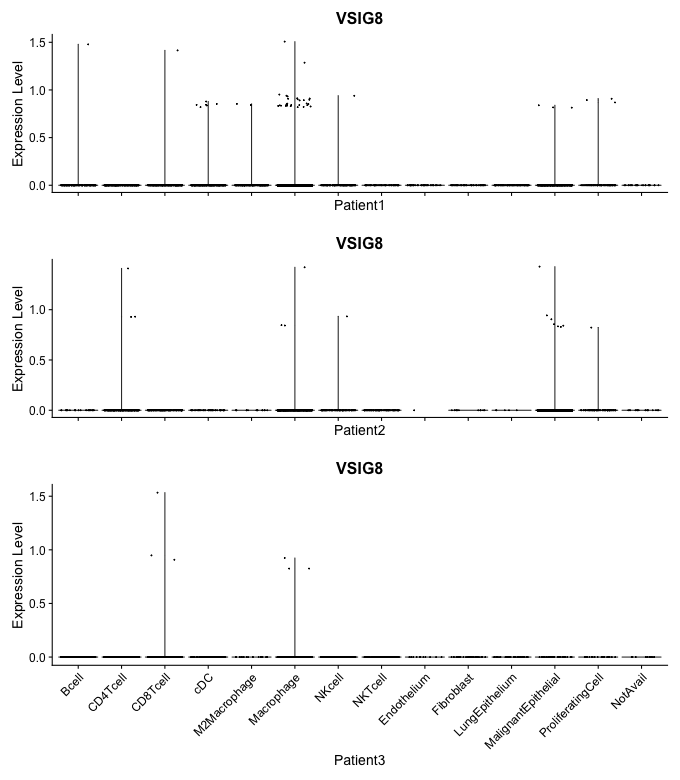 VSIG8
Expression Level
1.5
1.0
0.5
0.0
Patient1
VSIG8
Expression Level
1.0
0.5
0.0
Patient2
VSIG8
Expression Level
1.5
1.0
0.5
0.0
Bcell
CD4Tcell
CD8Tcell
cDC
M2Macrophage
Macrophage
NKcell
NKTcell
Endothelium
Fibroblast
LungEpithelium
MalignantEpithelial
ProliferatingCell
NotAvail
Patient3